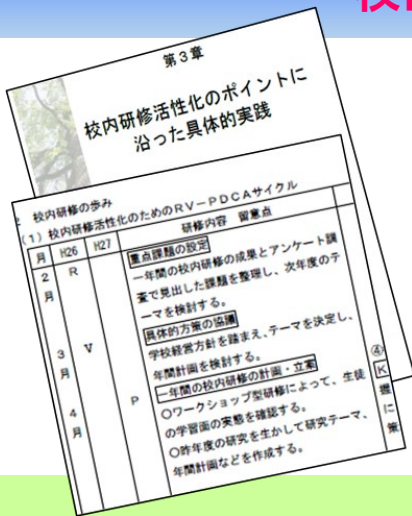 第３章
校内研修活性化のポイントに
沿った具体的実践
校内研修の歩み
(１) 校内研修活性化のためのＲＶ－ＰＤＣＡサイクル
月 H26 H27 研修内容 留意点
2月 R 重点課題の設定
一年間の校内研修の成果とアンケート調
査で見出した課題を整理し、次年度のテ
ーマを検討する。
3月 V 具体的方策の協議
学校経営方針を踏まえ、テーマを決定し、
年間計画を検討する。
4月 P 一年間の校内研修の計画・立案
○ワークショップ型研修によって、生徒
の学習面の実態を確認する。
○昨年度の研究を生かして研究テーマ、
年間計画などを作成する。
④
K
握
に
策